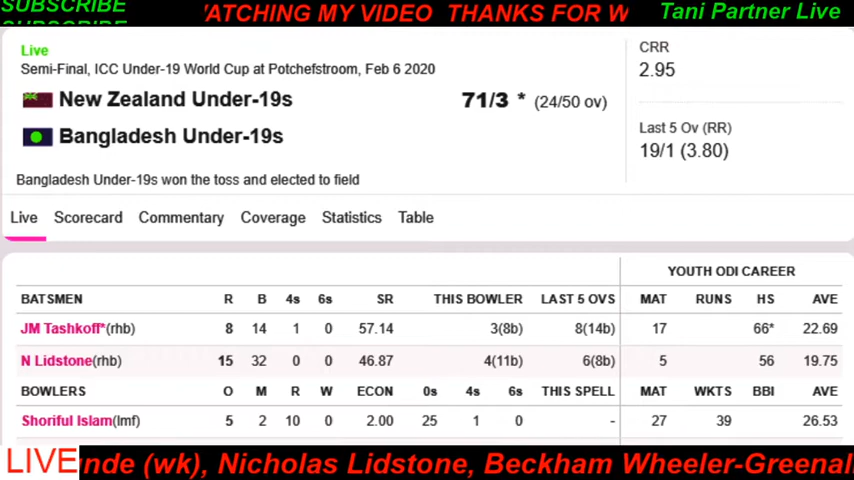 SUBSCRIBE
SUBSCRIBE
WATCHING MY VIDEO THANKS FOR W
Tani Partner Live
Live
Semi-Final, ICC Under-19 World Cup at Potchefstroom, Feb 6 2020
New Zealand Under-19s 71/3 * (24/50 ov)
Bangladesh Under-19s
Bangladesh Under-19s won the toss and elected to field
CRR
2.95
Last 5 Ov (RR)
19/1 (3.80)
Live Scorecard Commentary Coverage Statistics Table
YOUTH ODI CAREER
BATSMEN R B 4s 6s SR THIS BOWLER LAST 5 OVS MAT RUNS HS AVE
JM Tashkoff*(rhb) 8 14 1 0 57.14 3(8b) 8(14b) 17 66* 22.69
N Lidstone(rhb) 15 32 0 0 46.87 4(11b) 6(8b) 5 56 19.75
BOWLERS O M R W ECON 0s 4s 6s THIS SPELL MAT WKTS BBI AVE
Shoriful Islam(lmf) 5 2 10 0 2.00 25 1 0 - 27 39 26.53
LIVE
nde (wk), Nicholas Lidstone, Beckham Wheeler-Greenal